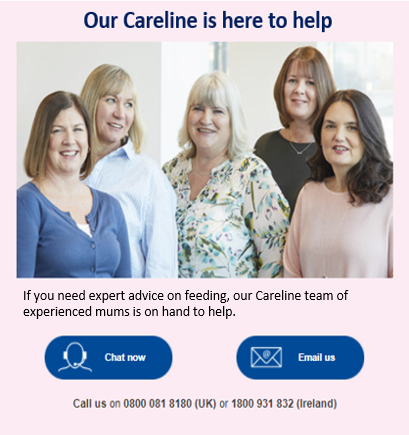 Our Careline is here to help
If you need expert advice on feeding, our Careline team of
experienced mums is on hand to help.
Chat now
Email us
Call us on 0800 081 8180 (UK) or 1800 931 832 (Ireland)